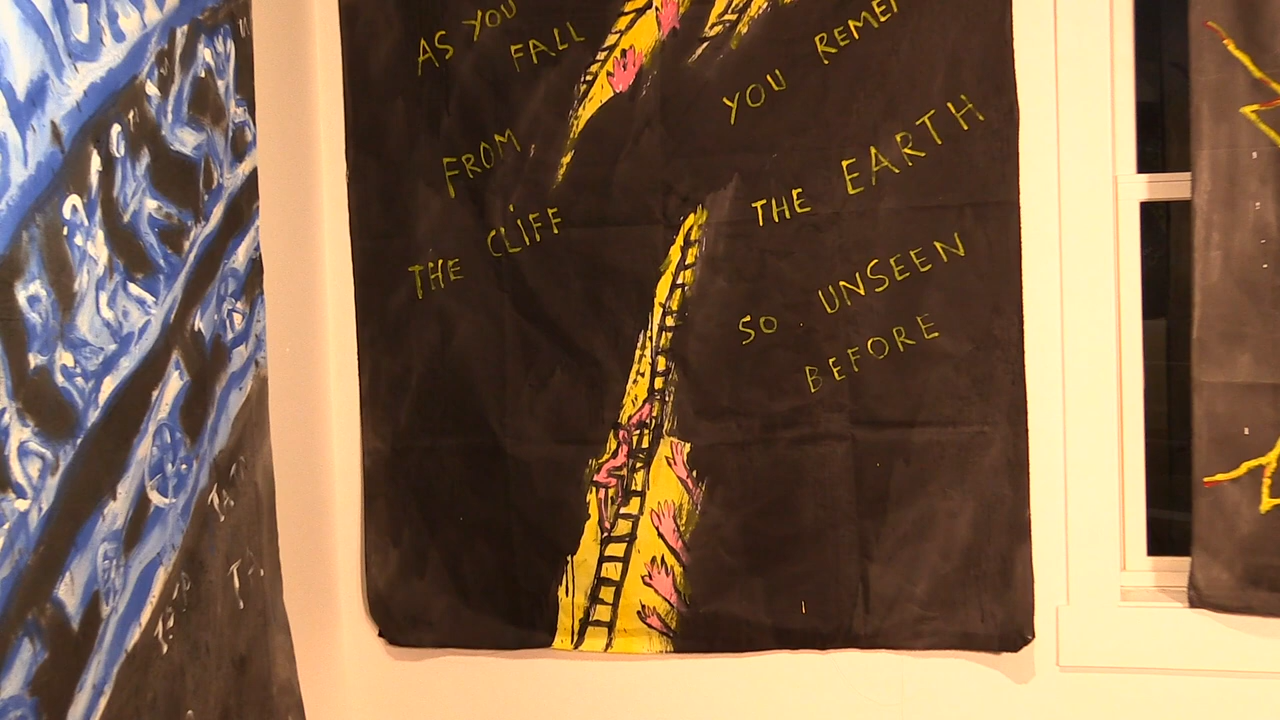 AS YOU
FALL
FROM
THE CLIFF
YOU
THE EARTH
SO UNSEEN
BEFORE